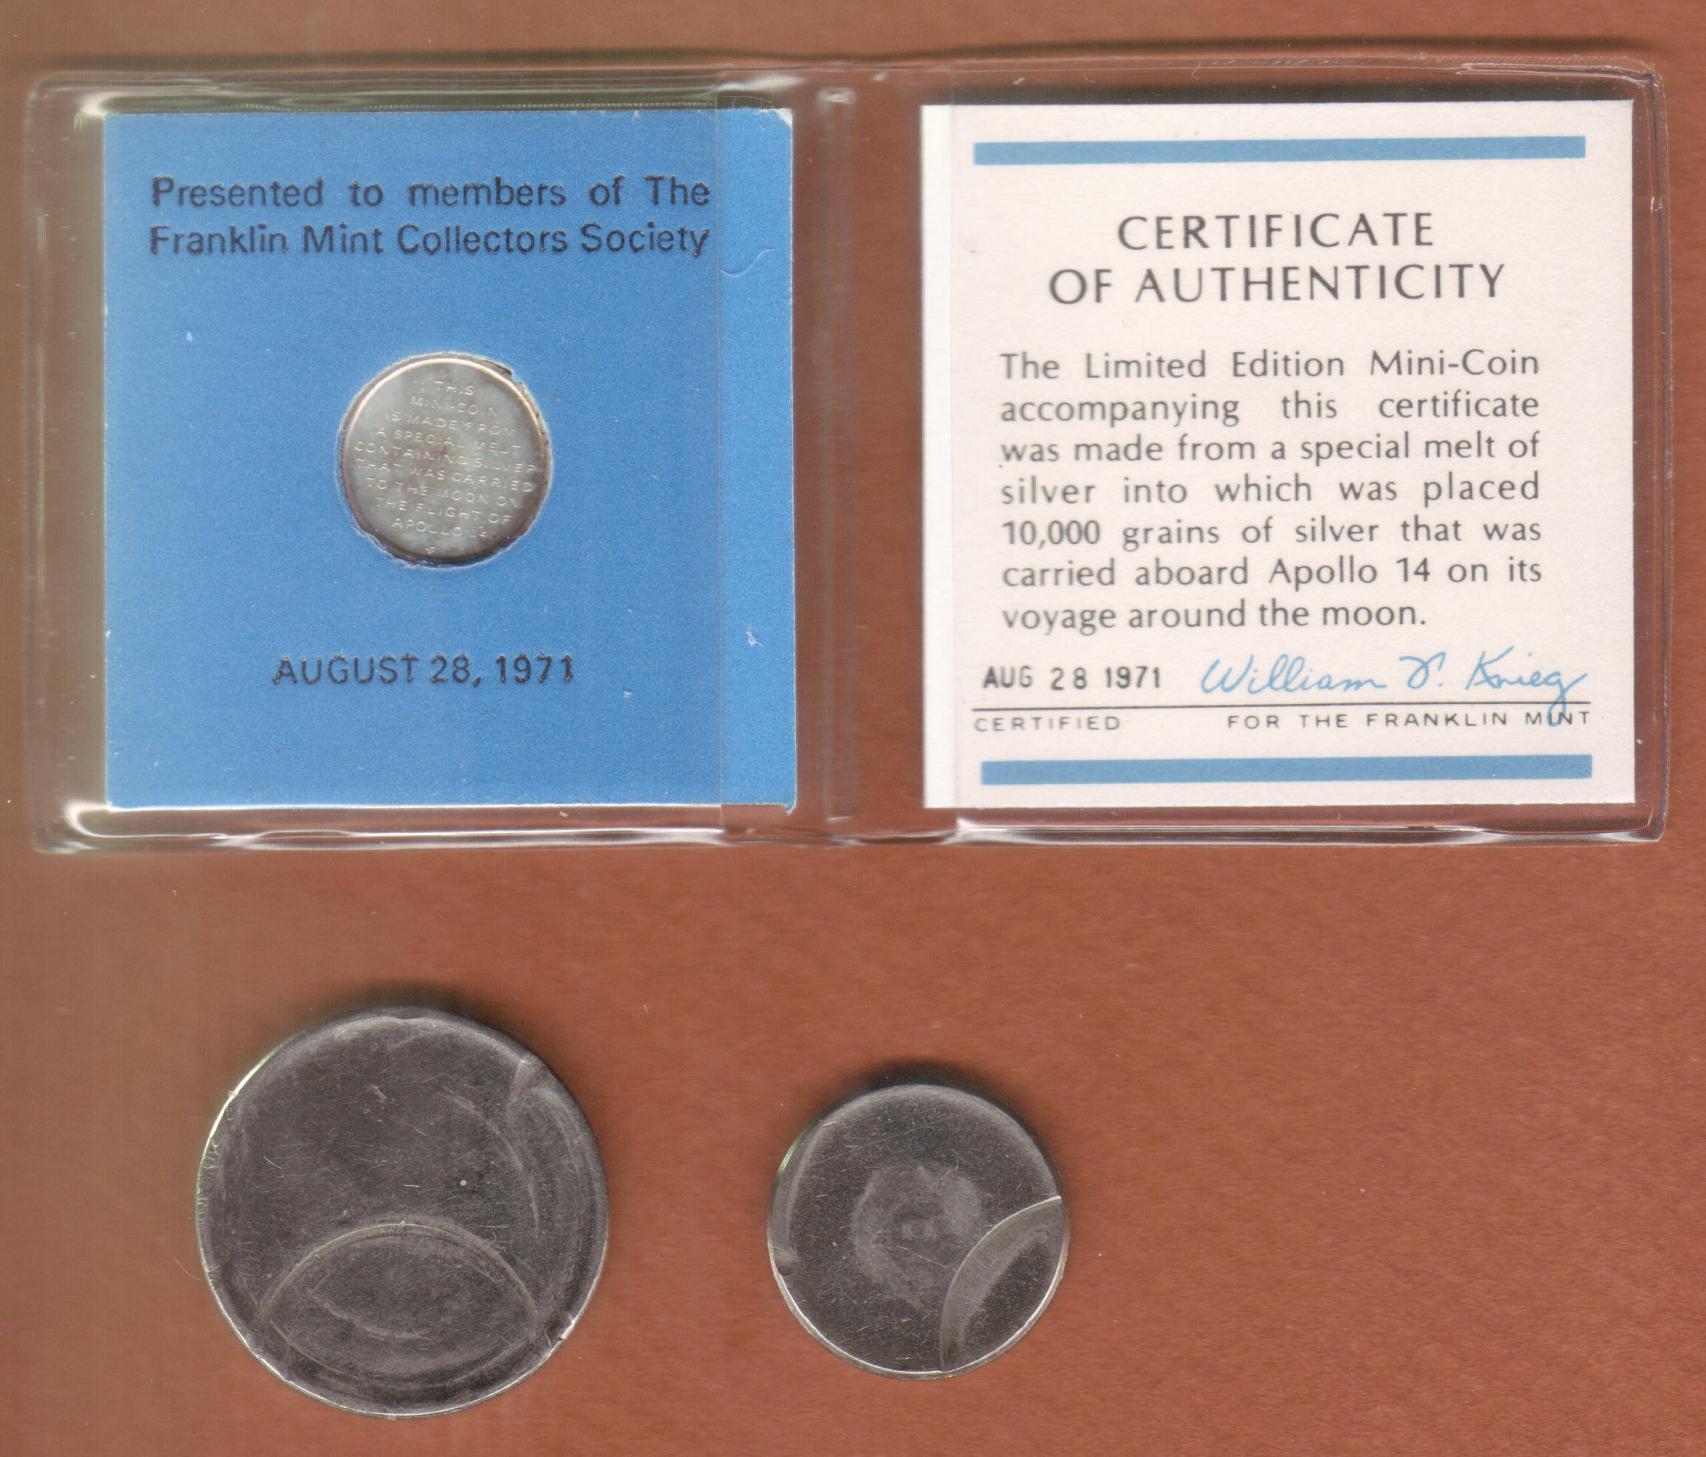 Presented to members of The
Franklin Mint Collectors Society
THIS
MINI-COIN
IS MADE FROM
A SPECIAL MELT
CONTAINING SILVER
THAT WAS CARRIED
TO THE MOON ON
THE FLIGHT OF
APOLLO 14.
AUGUST 28, 1971
CERTIFICATE
OF AUTHENTICITY
The Limited Edition Mini-Coin
accompanying this certificate
was made from a special melt of
silver into which was placed
10,000 grains of silver that was
carried aboard Apollo 14 on its
voyage around the moon.
AUG 28 1971 William T. Krieg
CERTIFIED FOR THE FRANKLIN MINT